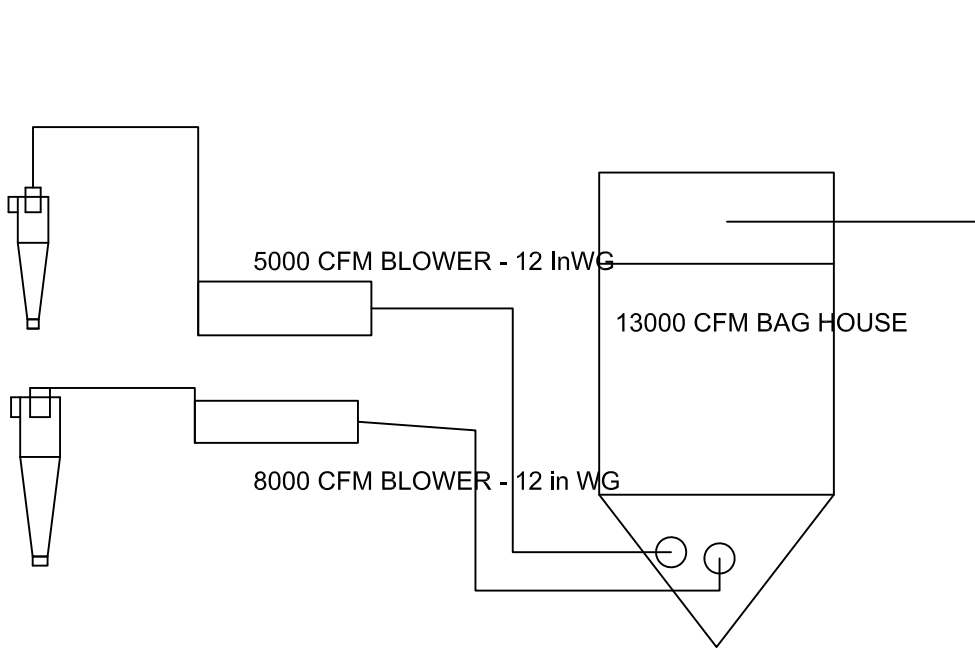 5000 CFM BLOWER - 12 InWG
13000 CFM BAG HOUSE
8000 CFM BLOWER - 12 in WG